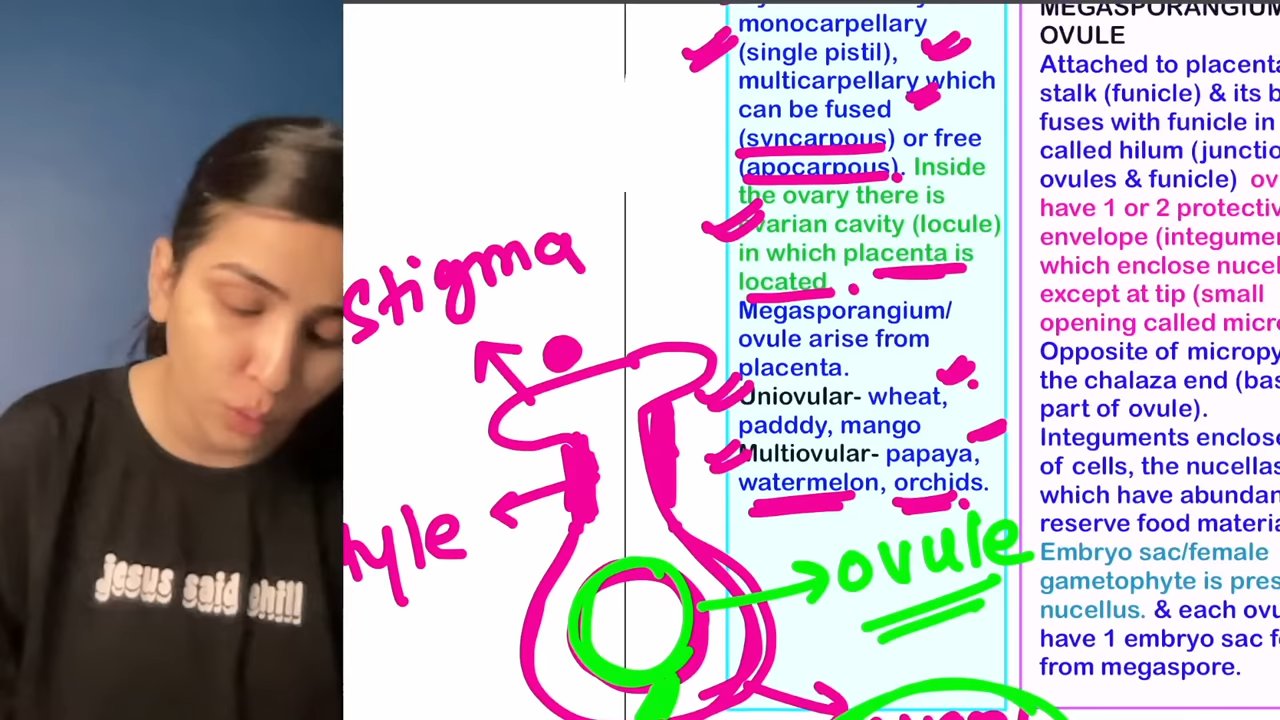 jesus said chill
Stigma
monocarpellary
(single pistil),
multicarpellary which
can be fused
(syncarpous) or free
(apocarpous). Inside
the ovary there is
ovarian cavity (locule)
in which placenta is
located
Megasporangium/
ovule arise from
placenta.
Uniovular- wheat,
padddy, mango
Multiovular- papaya,
watermelon, orchids.
ovule
tyle
MEGASPORANGIUM
OVULE
Attached to placenta
stalk (funicle) & its b
fuses with funicle in
called hilum (junctio
ovules & funicle) ov
have 1 or 2 protectiv
envelope (integumen
which enclose nucel
except at tip (small
opening called micro
Opposite of micropy
the chalaza end (bas
part of ovule).
Integuments enclose
of cells, the nucellas
which have abundan
reserve food materia
Embryo sac/female
gametophyte is pres
nucellus. & each ovu
have 1 embryo sac f
from megaspore.